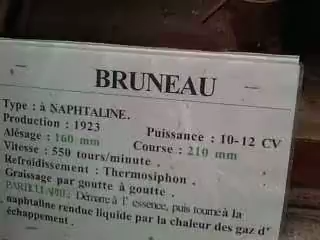 BRUNEAU
Type : à NAPHTALINE.
Production : 1923 Puissance : 10-12 CV
Alésage : 160 mm Course : 210 mm
Vitesse : 550 tours/minute .
Refroidissement : Thermosiphon .
Graissage par goutte à goutte .
PARTICULARITE : Démarre à l' essence, puis tourne à la
naphtaline rendue liquide par la chaleur des gaz d'
échappement .